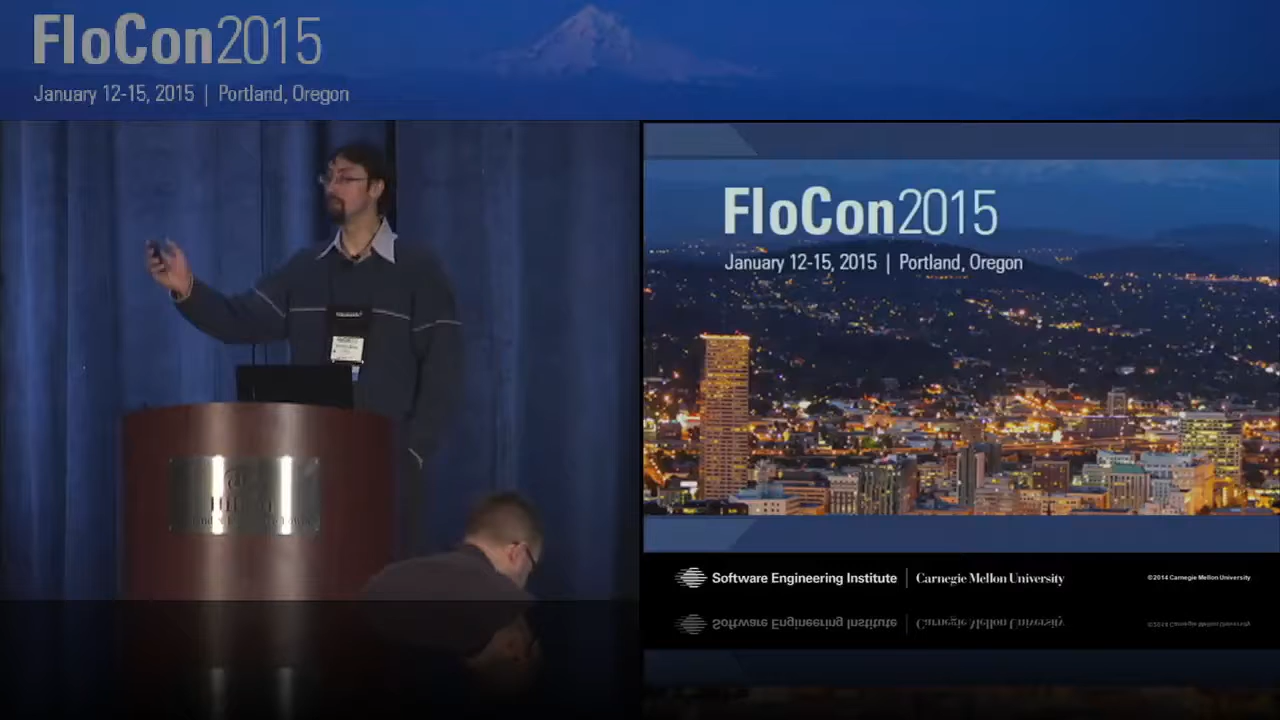 FloCon2015
January 12-15, 2015 | Portland, Oregon
FloCon2015
January 12-15, 2015 | Portland, Oregon
Software Engineering Institute | Carnegie Mellon University
©2014 Carnegie Mellon University